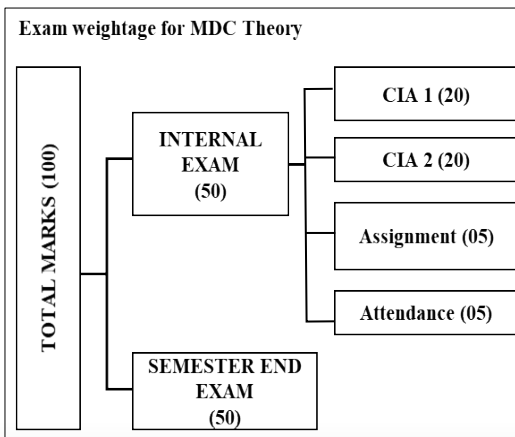 Exam weightage for MDC Theory
TOTAL MARKS (100)
INTERNAL
EXAM
(50)
CIA 1 (20)
CIA 2 (20)
Assignment (05)
Attendance (05)
SEMESTER END
EXAM
(50)